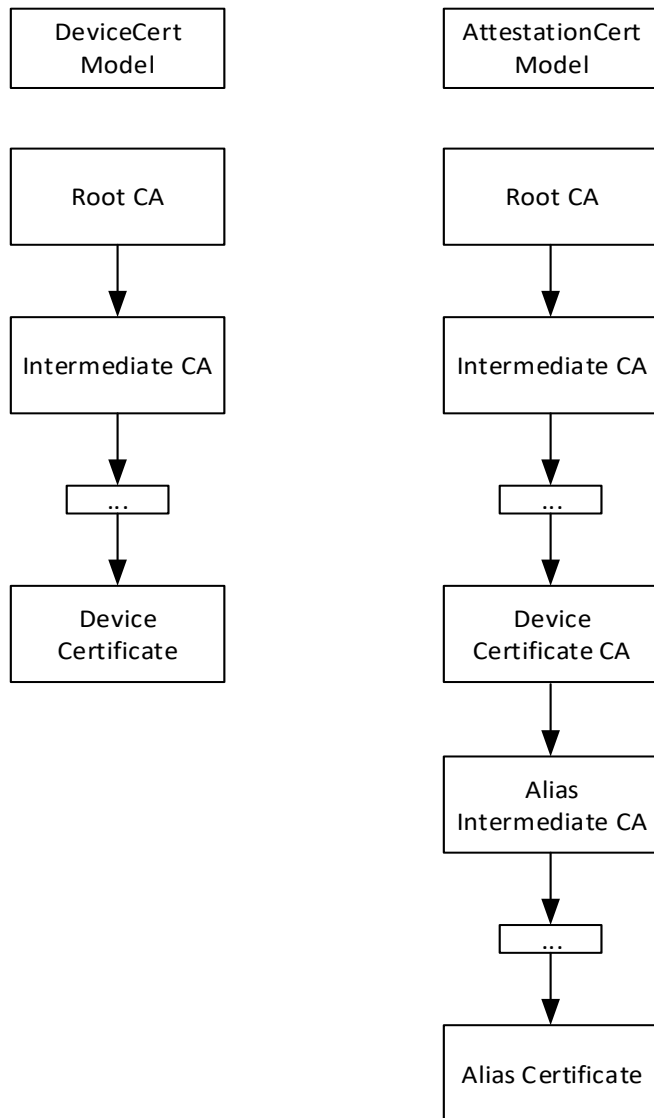 DeviceCert
Model
Root CA
Intermediate CA
...
Device
Certificate
AttestationCert
Model
Root CA
Intermediate CA
...
Device
Certificate CA
Alias
Intermediate CA
...
Alias Certificate